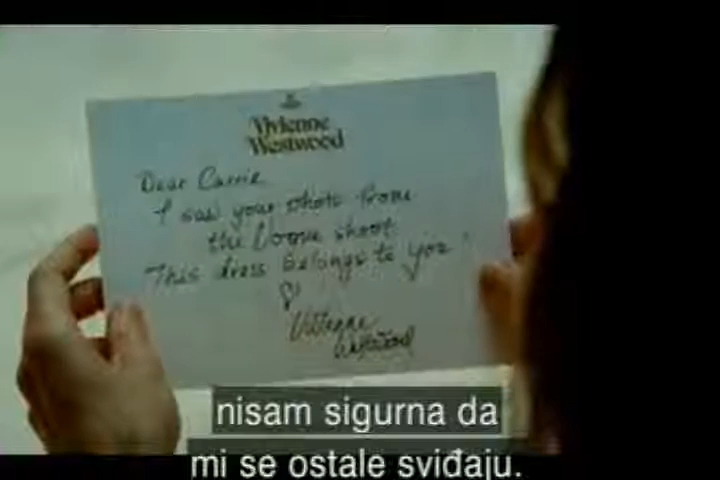 Vivienne
Westwood
Dear Carrie
I saw your photo from
the Vogue shoot.
This dress belongs to you!
Vivienne
Westwood
nisam sigurna da
mi se ostale sviđaju.